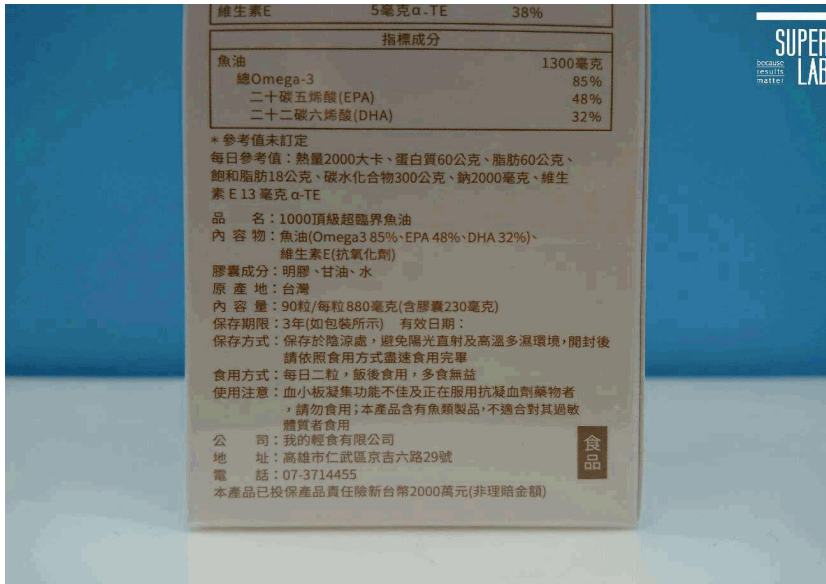 維生素E 5毫克α-TE 38%
指標成分
魚油 1300毫克
總Omega-3 85%
二十碳五烯酸(EPA) 48%
二十二碳六烯酸(DHA) 32%
＊參考值未訂定
每日參考值：熱量2000大卡、蛋白質60公克、脂肪60公克、
飽和脂肪18公克、碳水化合物300公克、鈉2000毫克、維生
素 E 13 毫克 α-TE
品 名：1000頂級超臨界魚油
內 容 物：魚油(Omega3 85%、EPA 48%、DHA 32%)、
維生素E(抗氧化劑)
膠囊成分：明膠、甘油、水
原 產 地：台灣
內 容 量：90粒/每粒880毫克(含膠囊230毫克)
保存期限：3年(如包裝所示) 有效日期：
保存方式：保存於陰涼處，避免陽光直射及高溫多濕環境，開封後
請依照食用方式盡速食用完畢
食用方式：每日二粒，飯後食用，多食無益
使用注意：血小板凝集功能不佳及正在服用抗凝血劑藥物者
，請勿食用；本產品含有魚類製品，不適合對其過敏
體質者食用
公 司：我的輕食有限公司
地 址：高雄市仁武區京吉六路29號
電 話：07-3714455
本產品已投保產品責任險新台幣2000萬元(非理賠金額)
食品
SUPER
because
results
matter
LAB